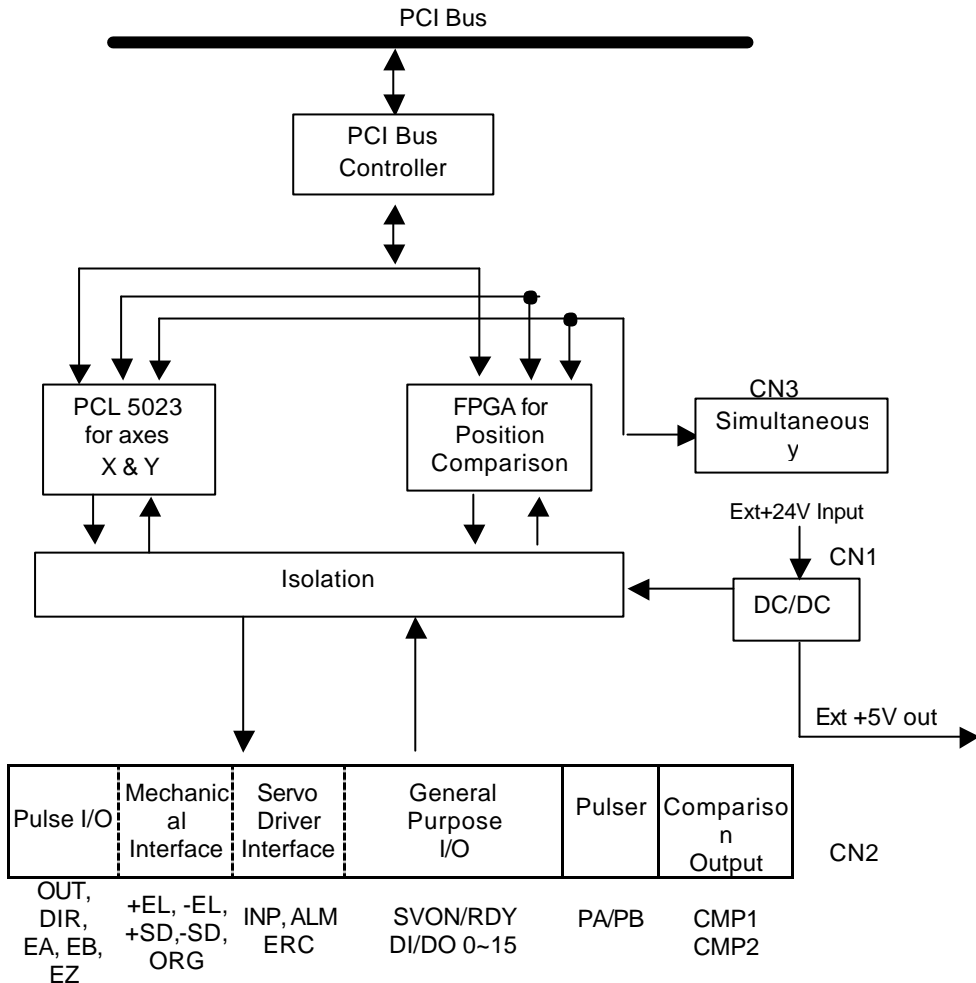 PCI Bus
PCI Bus
Controller
PCL 5023
for axes
X & Y
FPGA for
Position
Comparison
CN3
Simultaneous
y
Ext+24V Input
CN1
Isolation
DC/DC
Ext +5V out
Pulse I/O
Mechanic
al
Interface
Servo
Driver
Interface
General
Purpose
I/O
Pulser
Compariso
n
Output
CN2
OUT,
DIR,
EA, EB,
EZ
+EL, -EL,
+SD,-SD,
ORG
INP, ALM
ERC
SVON/RDY
DI/DO 0~15
PA/PB
CMP1
CMP2